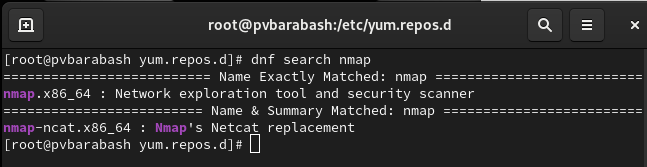 root@pvbarabash:/etc/yum.repos.d
[root@pvbarabash yum.repos.d]# dnf search nmap
========================== Name Exactly Matched: nmap ==========================
nmap.x86_64 : Network exploration tool and security scanner
========================= Name & Summary Matched: nmap =========================
nmap-ncat.x86_64 : Nmap's Netcat replacement
[root@pvbarabash yum.repos.d]#